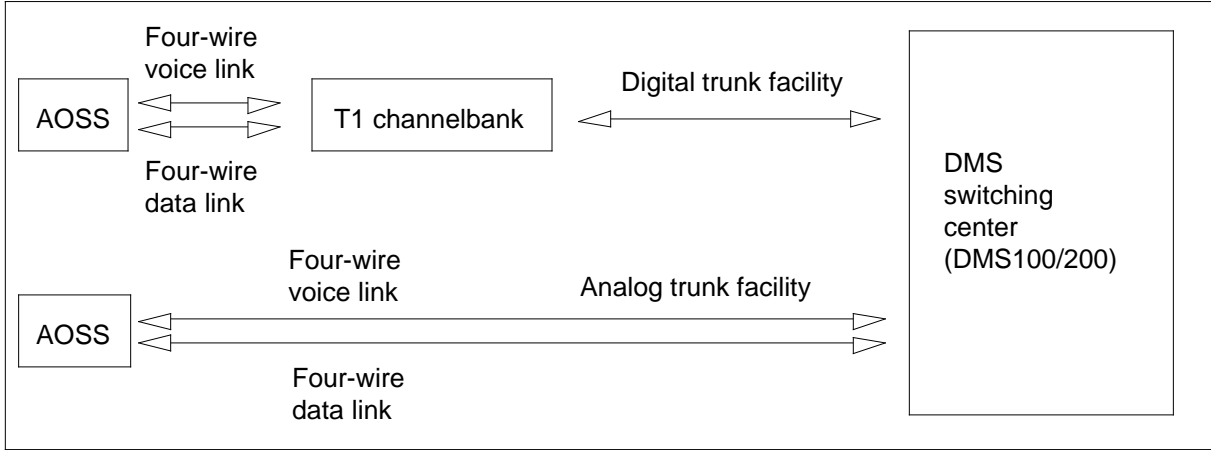 Four-wire
voice link
AOSS
T1 channelbank
Digital trunk facility
Four-wire
data link
DMS
switching
center
(DMS100/200)
Four-wire
voice link
Analog trunk facility
AOSS
Four-wire
data link